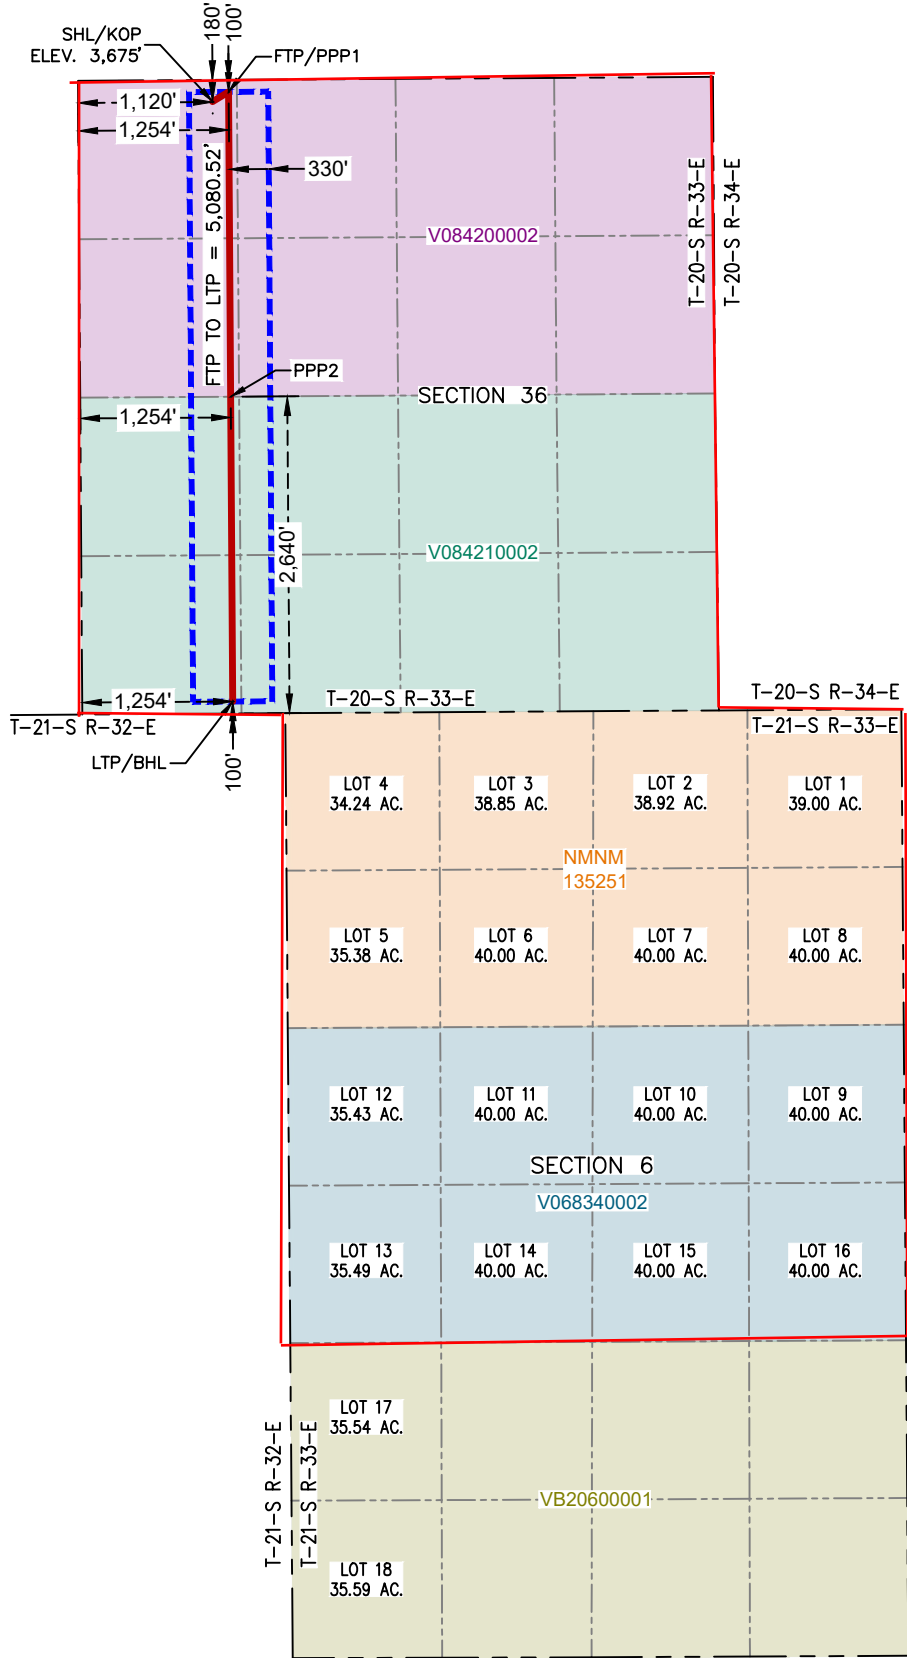 180'
100'
SHL/KOP
ELEV. 3,675'
FTP/PPP1
1,120'
1,254'
330'
FTP TO LTP = 5,080.52'
V084200002
T-20-S R-33-E
T-20-S R-34-E
PPP2
SECTION 36
1,254'
2,640'
V084210002
1,254'
T-20-S R-33-E
T-20-S R-34-E
T-21-S R-32-E
T-21-S R-33-E
LTP/BHL
100'
LOT 4
34.24 AC.
LOT 3
38.85 AC.
LOT 2
38.92 AC.
LOT 1
39.00 AC.
NMNM
135251
LOT 5
35.38 AC.
LOT 6
40.00 AC.
LOT 7
40.00 AC.
LOT 8
40.00 AC.
LOT 12
35.43 AC.
LOT 11
40.00 AC.
LOT 10
40.00 AC.
LOT 9
40.00 AC.
SECTION 6
V068340002
LOT 13
35.49 AC.
LOT 14
40.00 AC.
LOT 15
40.00 AC.
LOT 16
40.00 AC.
LOT 17
35.54 AC.
T-21-S R-32-E
T-21-S R-33-E
VB20600001
LOT 18
35.59 AC.